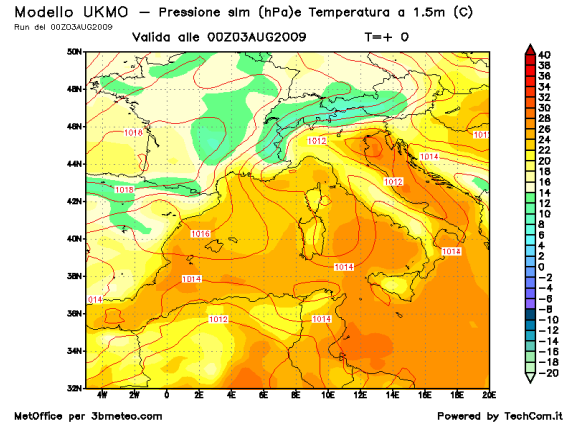 Modello UKMO — Pressione slm (hPa)e Temperatura a 1.5m (C)
Run del 00Z03AUG2009
Valida alle 00Z03AUG2009 T=+ 0
50N
48N
46N
44N
42N
40N
38N
36N
34N
32N
4W 2W 0 2E 4E 6E 8E 10E 12E 14E 16E 18E 20E
1018
1012
1014
1018
1012
1016
1014
1014
1014
014
1012
1014
40
38
36
34
32
30
28
26
24
22
20
18
16
14
12
10
8
6
4
2
0
-2
-4
-6
-8
-10
-12
-14
-16
-18
-20
MetOffice per 3bmeteo.com
Powered by TechCom.it